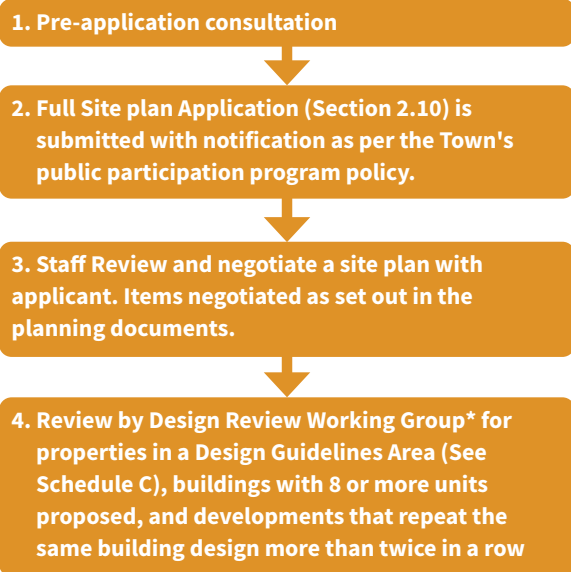 1. Pre-application consultation
2. Full Site plan Application (Section 2.10) is
submitted with notification as per the Town's
public participation program policy.
3. Staff Review and negotiate a site plan with
applicant. Items negotiated as set out in the
planning documents.
4. Review by Design Review Working Group* for
properties in a Design Guidelines Area (See
Schedule C), buildings with 8 or more units
proposed, and developments that repeat the
same building design more than twice in a row